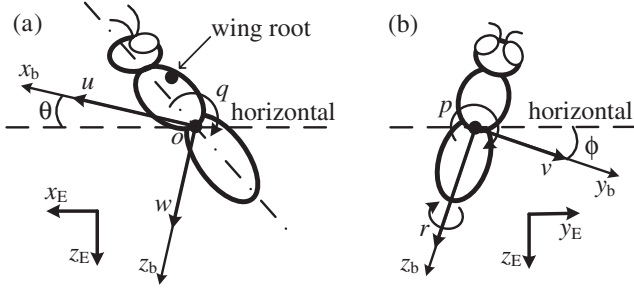 (a)
wing root
x_b
u
q
θ
horizontal
o
x_E
w
z_E
z_b
(b)
p
horizontal
ϕ
v
y_b
r
y_E
z_b
z_E